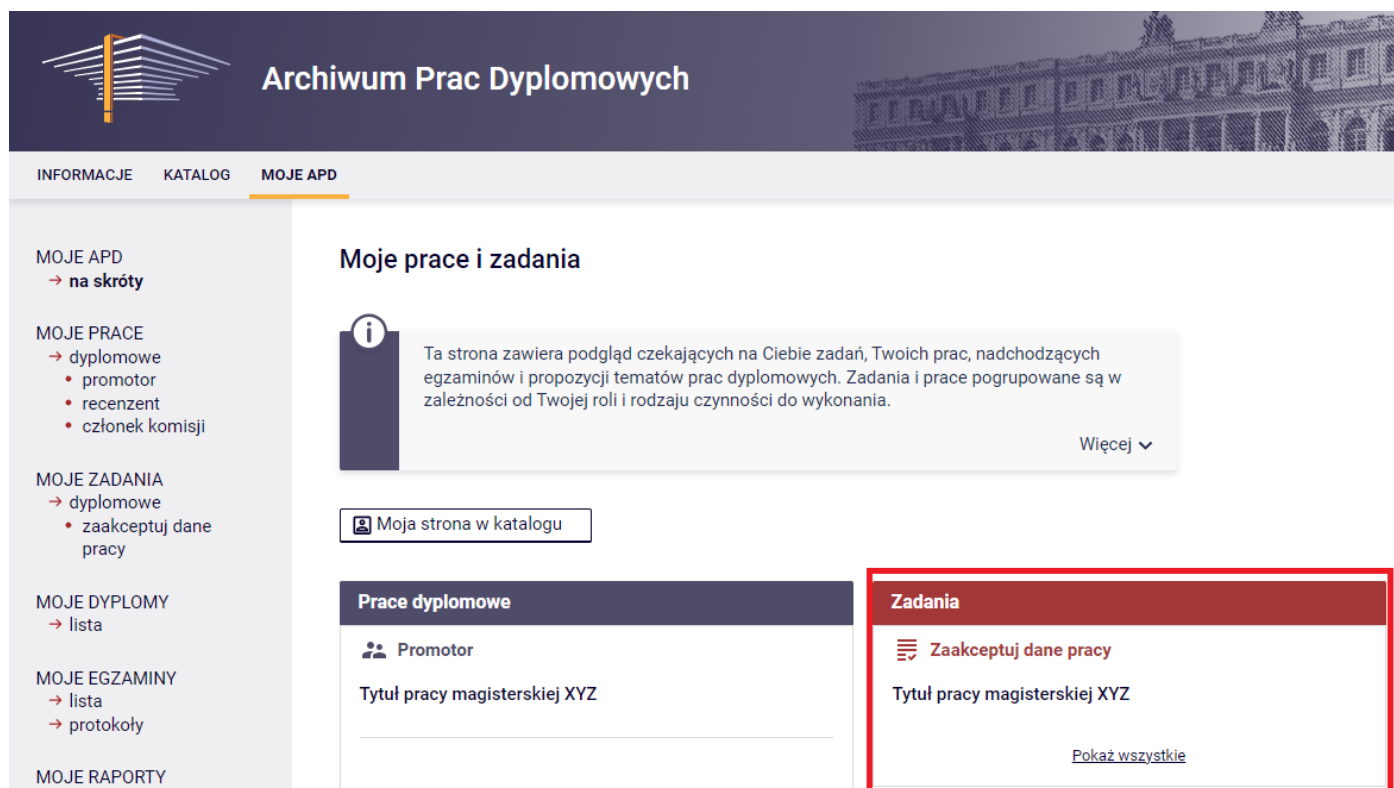 Archiwum Prac Dyplomowych
INFORMACJE KATALOG MOJE APD
MOJE APD
→ na skróty
MOJE PRACE
→ dyplomowe
• promotor
• recenzent
• członek komisji
MOJE ZADANIA
→ dyplomowe
• zaakceptuj dane
pracy
MOJE DYPLOMY
→ lista
MOJE EGZAMINY
→ lista
→ protokoły
MOJE RAPORTY
Moje prace i zadania
i
Ta strona zawiera podgląd czekających na Ciebie zadań, Twoich prac, nadchodzących
egzaminów i propozycji tematów prac dyplomowych. Zadania i prace pogrupowane są w
zależności od Twojej roli i rodzaju czynności do wykonania.
Więcej
Moja strona w katalogu
Prace dyplomowe
Promotor
Tytuł pracy magisterskiej XYZ
Zadania
Zaakceptuj dane pracy
Tytuł pracy magisterskiej XYZ
Pokaż wszystkie